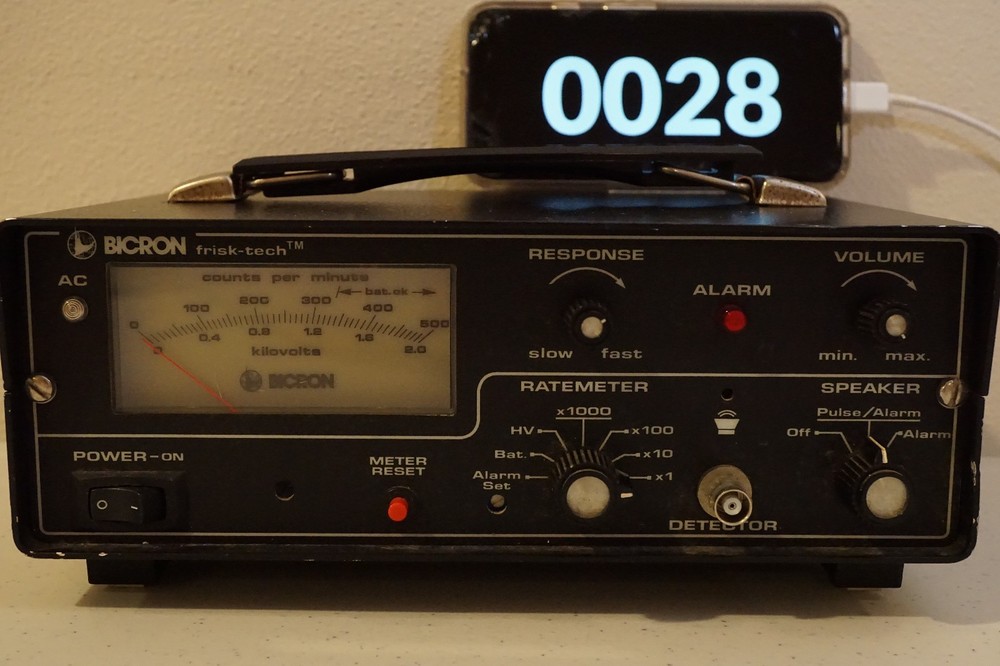 0028
BICRON frisk-tech™
AC
counts per minute
0 100 200 300 400 500
bat.ok
0 0.4 0.8 1.2 1.6 2.0
kilovolts
BICRON
RESPONSE
slow fast
ALARM
VOLUME
min. max.
POWER-ON
O
METER
RESET
RATEMETER
x1000
HV x100
Bat. x10
Alarm
Set
x1
DETECTOR
SPEAKER
Pulse/Alarm
Off Alarm